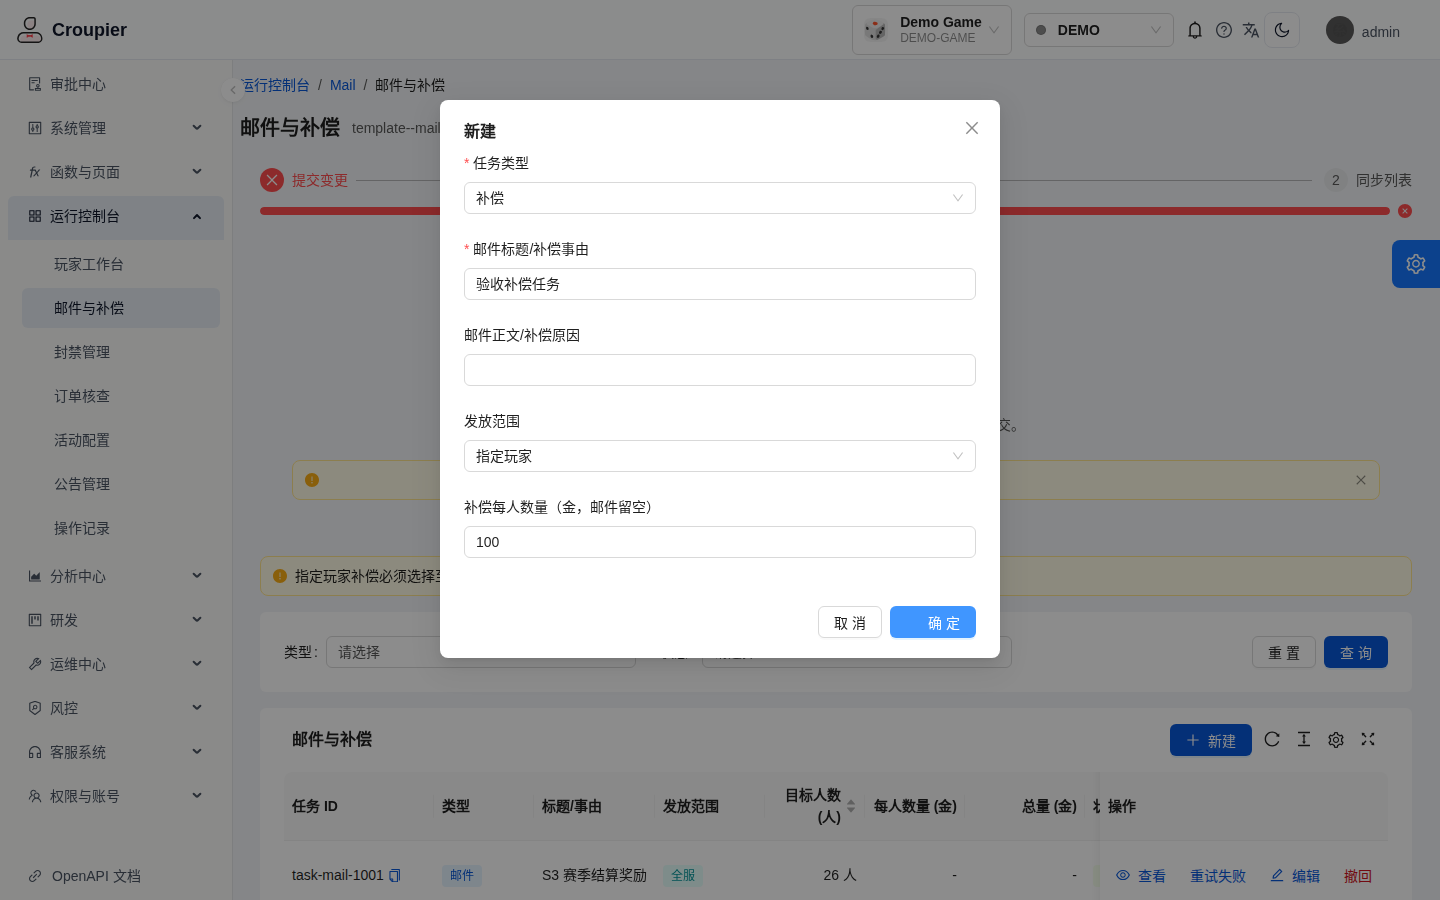 Croupier
Demo Game
DEMO-GAME
DEMO
admin
审批中心
系统管理
函数与页面
运行控制台
玩家工作台
邮件与补偿
封禁管理
订单核查
活动配置
公告管理
操作记录
分析中心
研发
运维中心
风控
客服系统
权限与账号
OpenAPI 文档
运行控制台 / Mail / 邮件与补偿
邮件与补偿 template--mail
提交变更
2 同步列表
交。
指定玩家补偿必须选择至
新建
* 任务类型
补偿
* 邮件标题/补偿事由
验收补偿任务
邮件正文/补偿原因
发放范围
指定玩家
补偿每人数量（金，邮件留空）
100
取 消
确 定
类型 :
请选择
重 置
查 询
邮件与补偿
新建
任务 ID 类型 标题/事由 发放范围 目标人数 (人) 每人数量 (金) 总量 (金) 操作
task-mail-1001 邮件 S3 赛季结算奖励 全服 26 人 - - 查看 重试失败 编辑 撤回